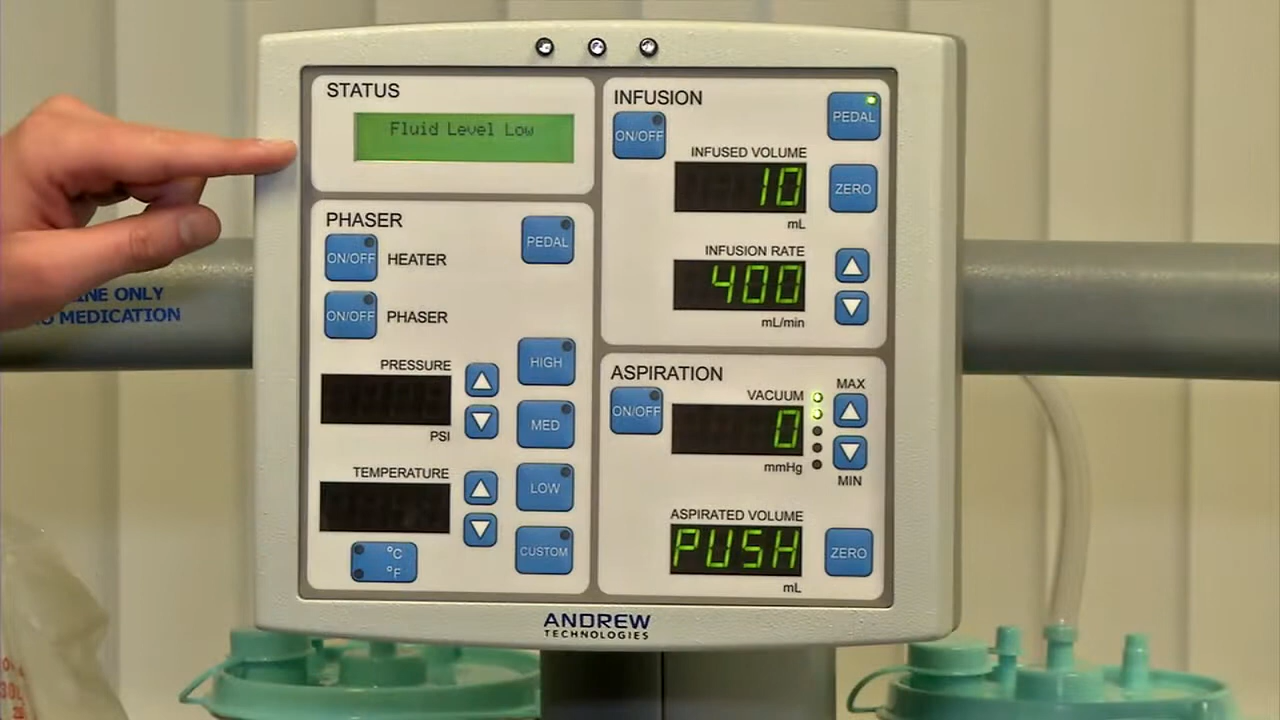 STATUS
Fluid Level Low
PHASER
PEDAL
ON/OFF HEATER
ON/OFF PHASER
PRESSURE
HIGH
PSI
MED
TEMPERATURE
LOW
°C
°F
CUSTOM
INFUSION
PEDAL
ON/OFF
INFUSED VOLUME
10
ZERO
mL
INFUSION RATE
400
mL/min
ASPIRATION
ON/OFF
VACUUM
MAX
0
mmHg
MIN
ASPIRATED VOLUME
PUSH
ZERO
mL
ANDREW
TECHNOLOGIES
ONLY
MEDICATION